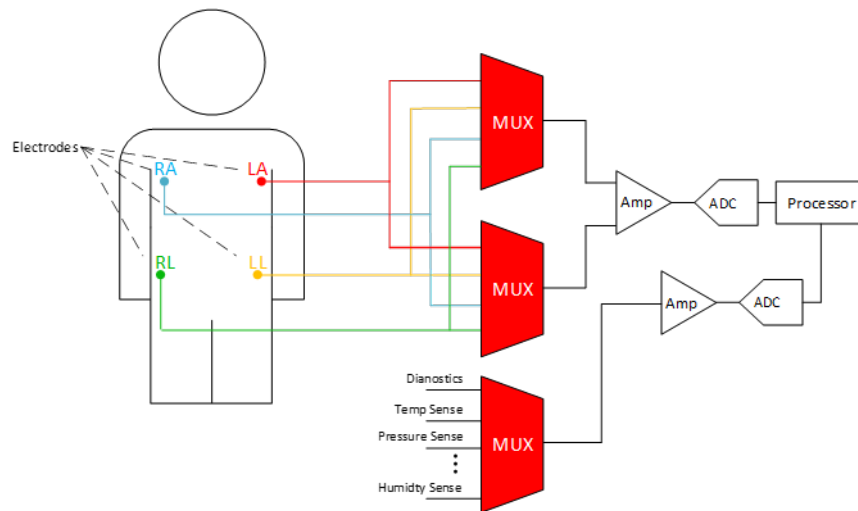 MUX
Electrodes
RA
LA
Amp
ADC
Processor
RL
LL
MUX
Amp
ADC
Dianostics
Temp Sense
Pressure Sense
MUX
Humidty Sense